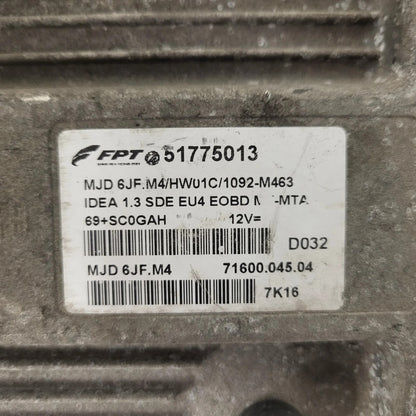 FPT 51775013
MJD 6JF.M4/HW01C/1092-M463
IDEA 1.3 SDE EU4 EOBD
69+SC0GAH 12V=
D032
MJD 6JF.M4 71600.045.04
7K16